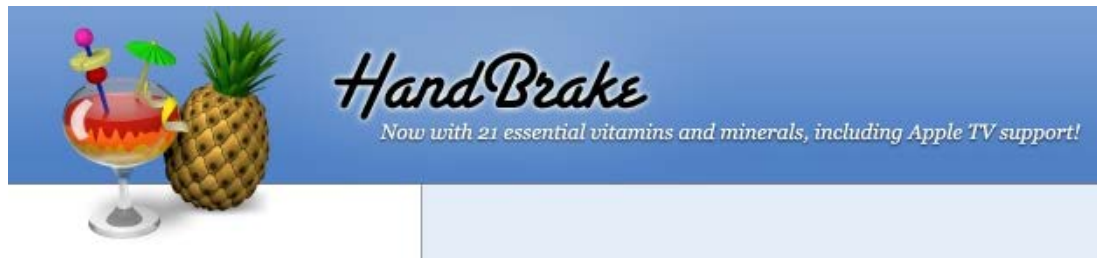 HandBrake
Now with 21 essential vitamins and minerals, including Apple TV support!